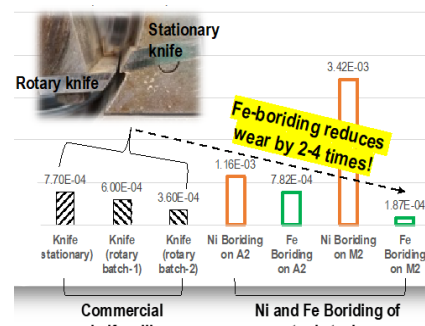 Stationary
knife
Rotary knife
3.42E-03
Fe-boriding reduces
wear by 2-4 times!
7.70E-04
6.00E-04
3.60E-04
1.16E-03
7.82E-04
1.87E-04
Knife
stationary)
Knife
(rotary
batch-1)
Knife
(rotary
batch-2)
Ni Boriding
on A2
Fe
Boriding
on A2
Ni Boriding
on M2
Fe
Boriding
on M2
Commercial
Ni and Fe Boriding of